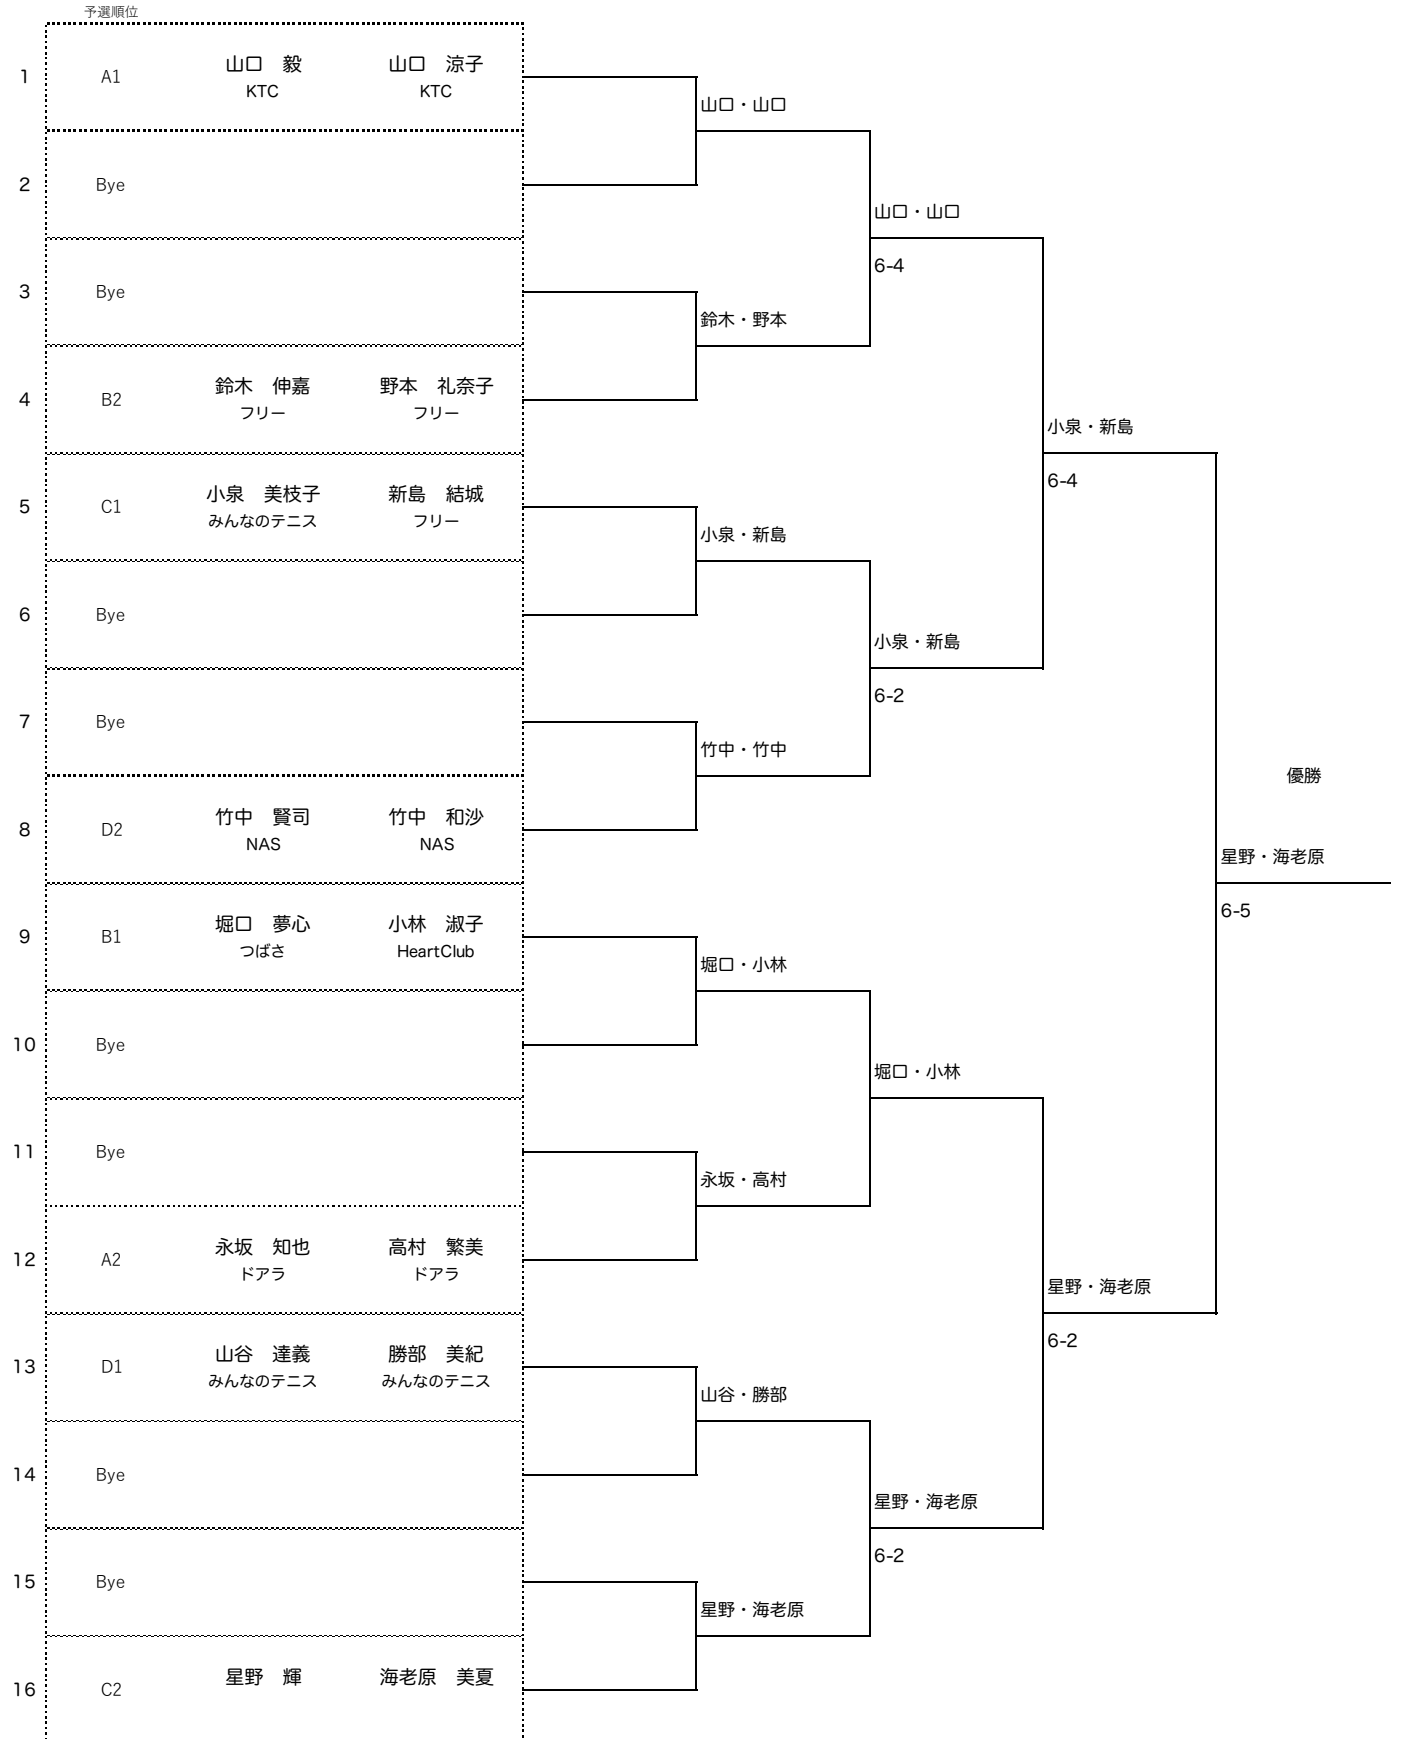 予選順位
1 A1 山口　毅 山口　涼子
KTC KTC
山口・山口
2 Bye
山口・山口
6-4
3 Bye
鈴木・野本
4 B2 鈴木　伸嘉 野本　礼奈子
フリー フリー
小泉・新島
6-4
5 C1 小泉　美枝子 新島　結城
みんなのテニス フリー
小泉・新島
6 Bye
小泉・新島
6-2
7 Bye
竹中・竹中
優勝
8 D2 竹中　賢司 竹中　和沙
NAS NAS
星野・海老原
6-5
9 B1 堀口　夢心 小林　淑子
つばさ HeartClub
堀口・小林
10 Bye
堀口・小林
11 Bye
永坂・高村
12 A2 永坂　知也 高村　繁美
ドアラ ドアラ
星野・海老原
6-2
13 D1 山谷　達義 勝部　美紀
みんなのテニス みんなのテニス
山谷・勝部
14 Bye
星野・海老原
6-2
15 Bye
星野・海老原
16 C2 星野　輝 海老原　美夏